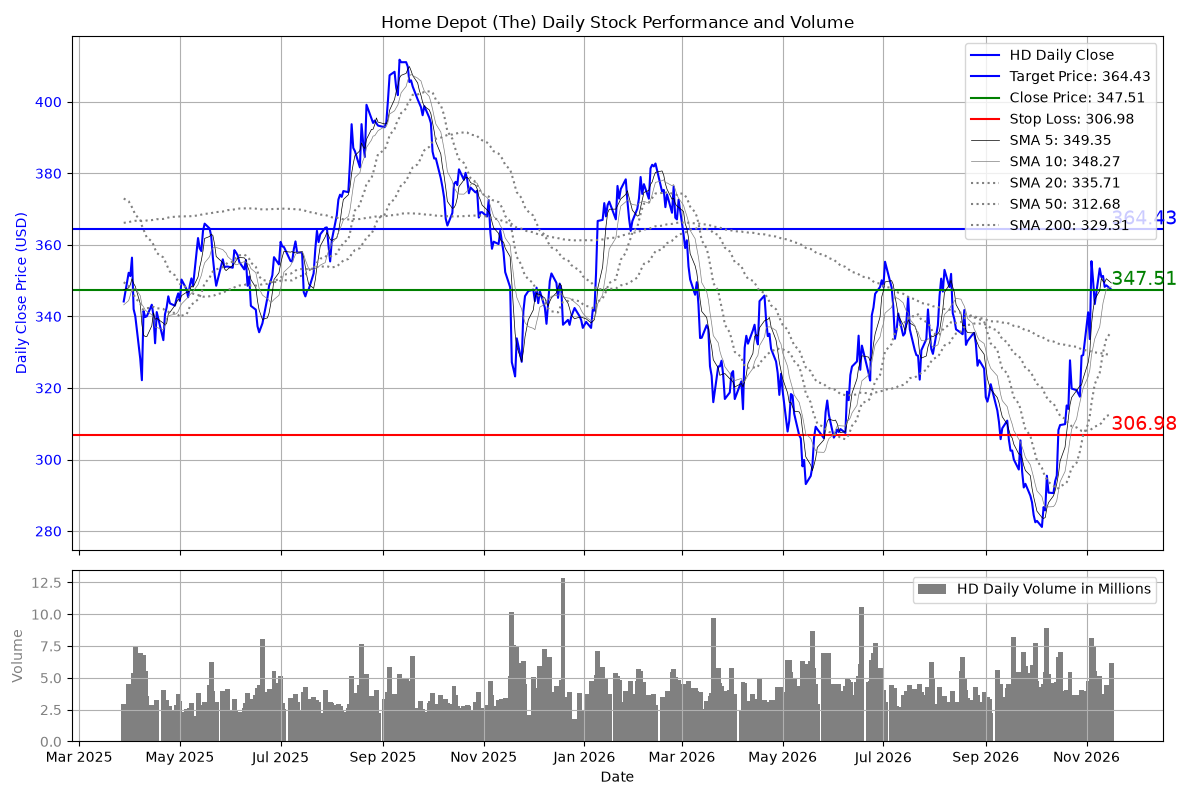 Home Depot (The) Daily Stock Performance and Volume
Daily Close Price (USD)
400
380
360
340
320
300
280
HD Daily Close
Target Price: 364.43
Close Price: 347.51
Stop Loss: 306.98
SMA 5: 349.35
SMA 10: 348.27
SMA 20: 335.71
SMA 50: 312.68
SMA 200: 329.31
364.43
347.51
306.98
Volume
12.5
10.0
7.5
5.0
2.5
0.0
HD Daily Volume in Millions
Mar 2025
May 2025
Jul 2025
Sep 2025
Nov 2025
Jan 2026
Mar 2026
May 2026
Jul 2026
Sep 2026
Nov 2026
Date